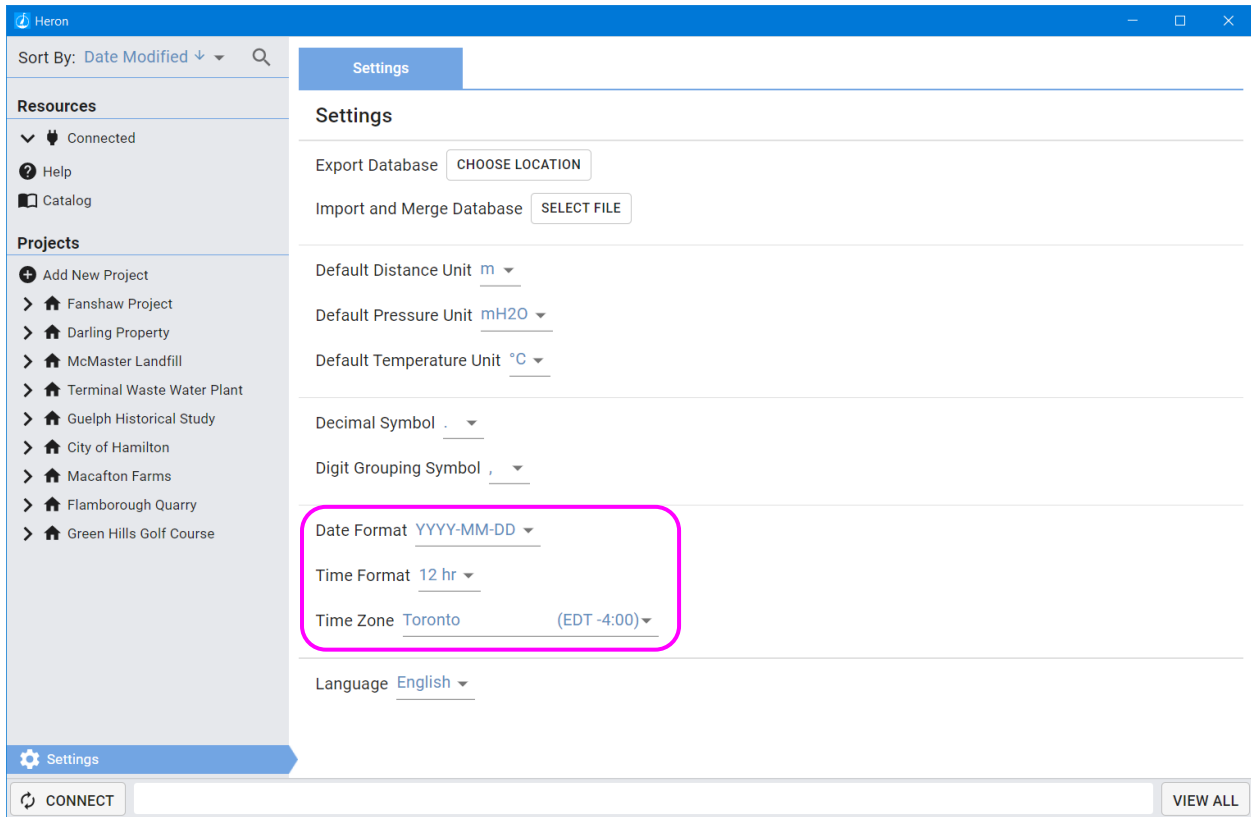 Heron
Sort By: Date Modified
Resources
Connected
Help
Catalog
Projects
Add New Project
Fanshaw Project
Darling Property
McMaster Landfill
Terminal Waste Water Plant
Guelph Historical Study
City of Hamilton
Macafton Farms
Flamborough Quarry
Green Hills Golf Course
Settings
Settings
Settings
Export Database CHOOSE LOCATION
Import and Merge Database SELECT FILE
Default Distance Unit m
Default Pressure Unit mH2O
Default Temperature Unit °C
Decimal Symbol .
Digit Grouping Symbol ,
Date Format YYYY-MM-DD
Time Format 12 hr
Time Zone Toronto (EDT -4:00)
Language English
CONNECT
VIEW ALL